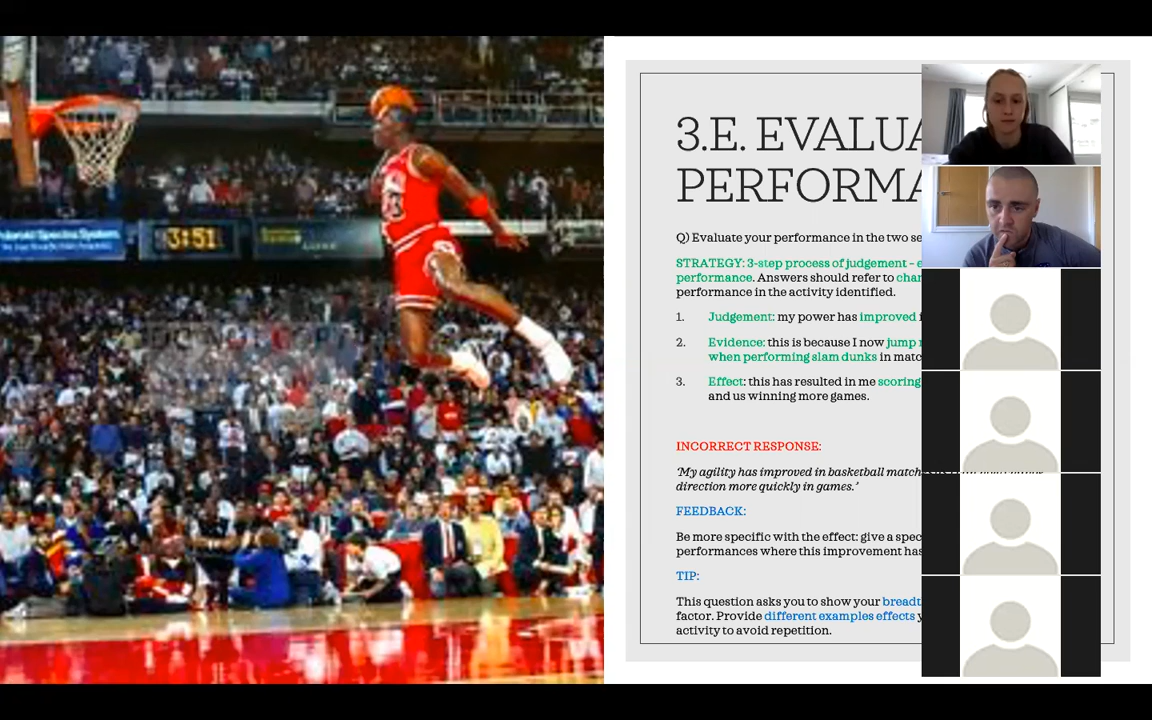 Polaroid Spectra System
3:51
23
3.E. EVALUA
PERFORMA
Q) Evaluate your performance in the two se
STRATEGY: 3-step process of judgement – e
performance. Answers should refer to chan
performance in the activity identified.
1. Judgement: my power has improved i
2. Evidence: this is because I now jump
when performing slam dunks in matc
3. Effect: this has resulted in me scoring
and us winning more games.
INCORRECT RESPONSE:
‘My agility has improved in basketball match
direction more quickly in games.’
FEEDBACK:
Be more specific with the effect: give a spec
performances where this improvement has
TIP:
This question asks you to show your breadt
factor. Provide different examples effects y
activity to avoid repetition.